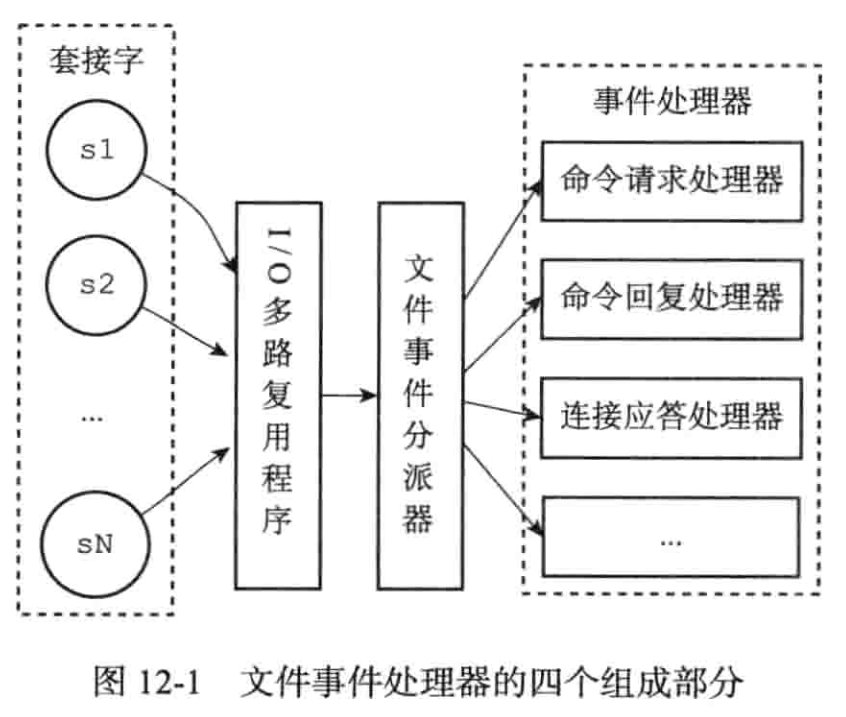 套接字
s1
s2
...
sN
I/O多路复用程序
文件事件分派器
事件处理器
命令请求处理器
命令回复处理器
连接应答处理器
...
图 12-1 文件事件处理器的四个组成部分